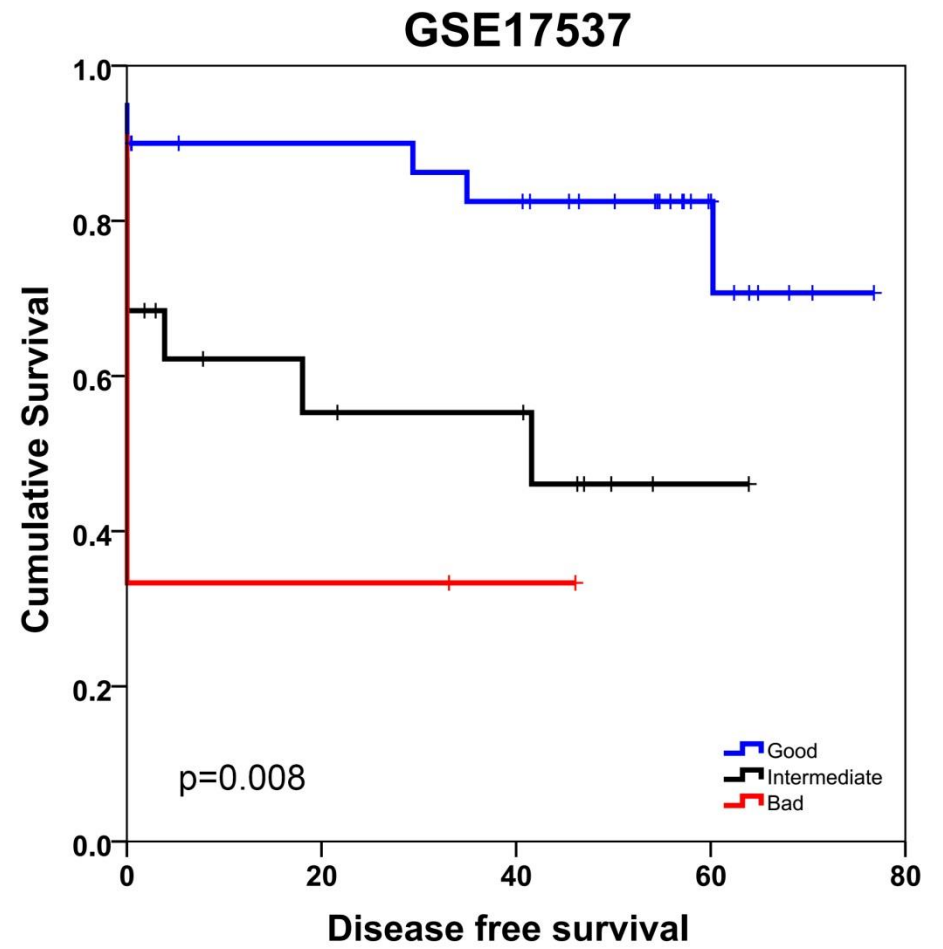 GSE17537
Cumulative Survival
1.0
0.8
0.6
0.4
0.2
0.0
p=0.008
Good
Intermediate
Bad
0 20 40 60 80
Disease free survival